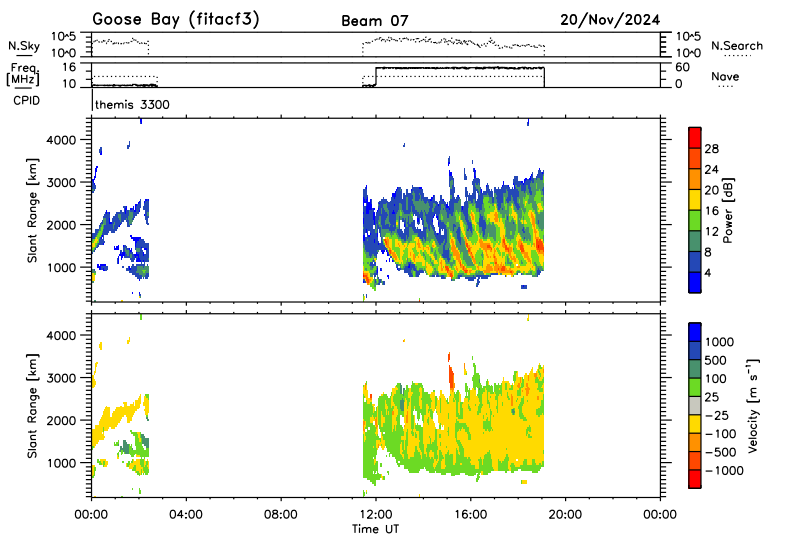 Goose Bay (fitacf3) Beam 07 20/Nov/2024
N.Sky 10^5 10^0 10^5 10^0 N.Search
Freq. [MHz] 16 10 60 0 Nave
CPID themis 3300
Slant Range [km] 4000 3000 2000 1000
Power [dB] 28 24 20 16 12 8 4
Slant Range [km] 4000 3000 2000 1000
Velocity [m s⁻¹] 1000 500 100 25 -25 -100 -500 -1000
00:00 04:00 08:00 12:00 16:00 20:00 00:00
Time UT